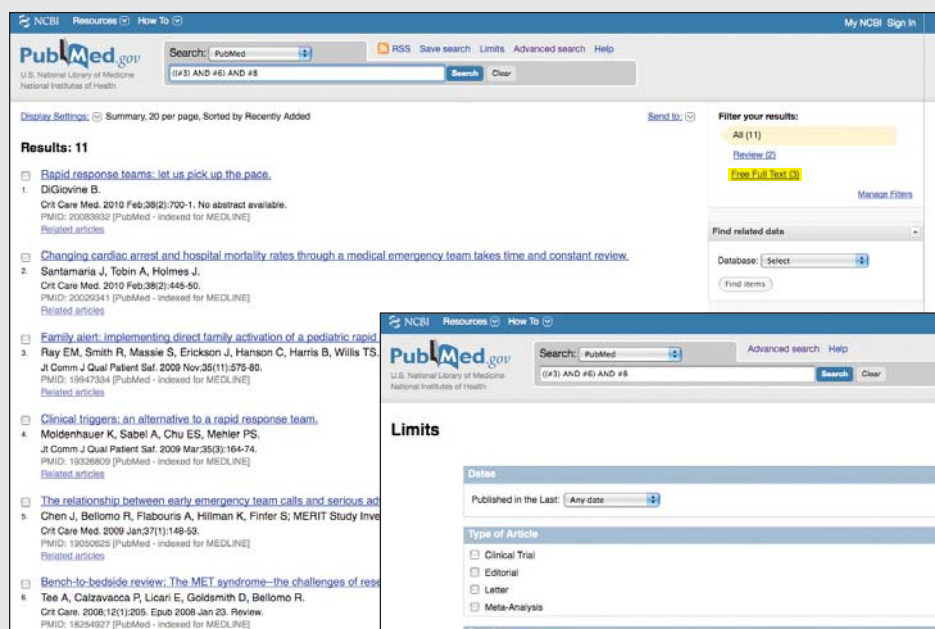 NCBI Resources How To My NCBI Sign In
PubMed.gov
U.S. National Library of Medicine
National Institutes of Health
Search: PubMed
RSS Save search Limits Advanced search Help
((#3) AND #6) AND #8 Search Clear
Display Settings: Summary, 20 per page, Sorted by Recently Added Send to:
Results: 11
Rapid response teams: let us pick up the pace.
1. DiGiovine B.
Crit Care Med. 2010 Feb;38(2):700-1. No abstract available.
PMID: 20083932 [PubMed - indexed for MEDLINE]
Related articles
Changing cardiac arrest and hospital mortality rates through a medical emergency team takes time and constant review.
2. Santamaria J, Tobin A, Holmes J.
Crit Care Med. 2010 Feb;38(2):445-50.
PMID: 20029341 [PubMed - indexed for MEDLINE]
Related articles
Family alert: implementing direct family activation of a pediatric rapid
3. Ray EM, Smith R, Massie S, Erickson J, Hanson C, Harris B, Willis TS.
Jt Comm J Qual Patient Saf. 2009 Nov;35(11):575-80.
PMID: 19947334 [PubMed - indexed for MEDLINE]
Related articles
Clinical triggers: an alternative to a rapid response team.
4. Moldenhauer K, Sabel A, Chu ES, Mehler PS.
Jt Comm J Qual Patient Saf. 2009 Mar;35(3):164-74.
PMID: 19326809 [PubMed - indexed for MEDLINE]
Related articles
The relationship between early emergency team calls and serious ad
5. Chen J, Bellomo R, Flabouris A, Hillman K, Finfer S; MERIT Study Inve
Crit Care Med. 2009 Jan;37(1):148-53.
PMID: 19050625 [PubMed - indexed for MEDLINE]
Related articles
Bench-to-bedside review: The MET syndrome--the challenges of rese
6. Tee A, Calzavacca P, Licari E, Goldsmith D, Bellomo R.
Crit Care. 2008;12(1):205. Epub 2008 Jan 23. Review.
PMID: 18254927 [PubMed - indexed for MEDLINE]
Filter your results:
All (11)
Review (2)
Free Full Text (3)
Manage Filters
Find related data
Database: Select
Find items
NCBI Resources How To
PubMed.gov
U.S. National Library of Medicine
National Institutes of Health
Search: PubMed
Advanced search Help
((#3) AND #6) AND #8 Search Clear
Limits
Dates
Published in the Last: Any date
Type of Article
Clinical Trial
Editorial
Letter
Meta-Analysis